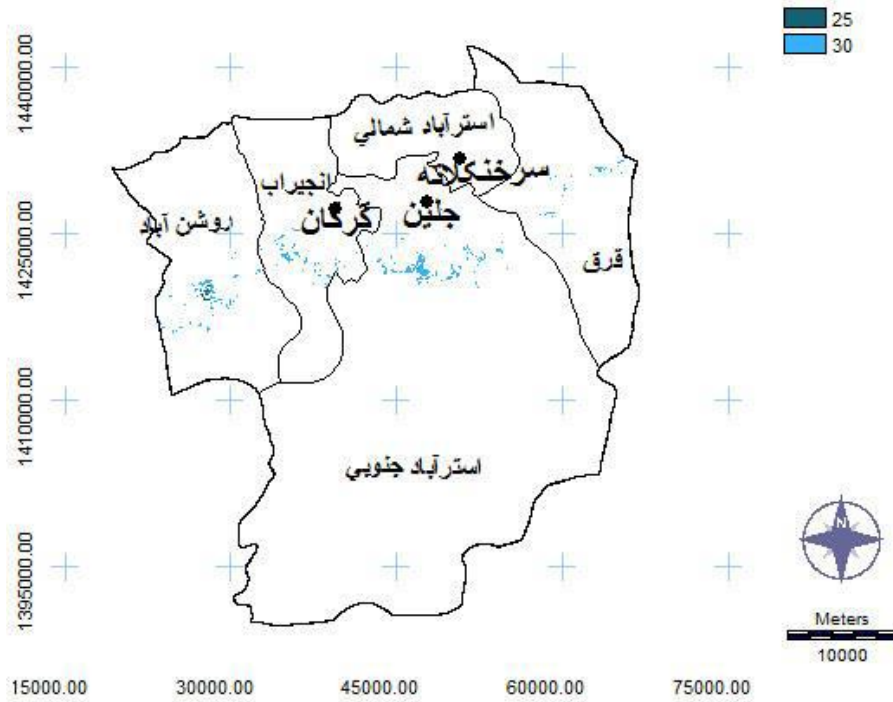 25
30
1440000.00
1425000.00
1410000.00
1395000.00
استرآباد شمالي
سرخنکلاته
انجيراب
گرگان
جلين
روشن آباد
قرق
استرآباد جنوبي
N
Meters
10000
15000.00 30000.00 45000.00 60000.00 75000.00